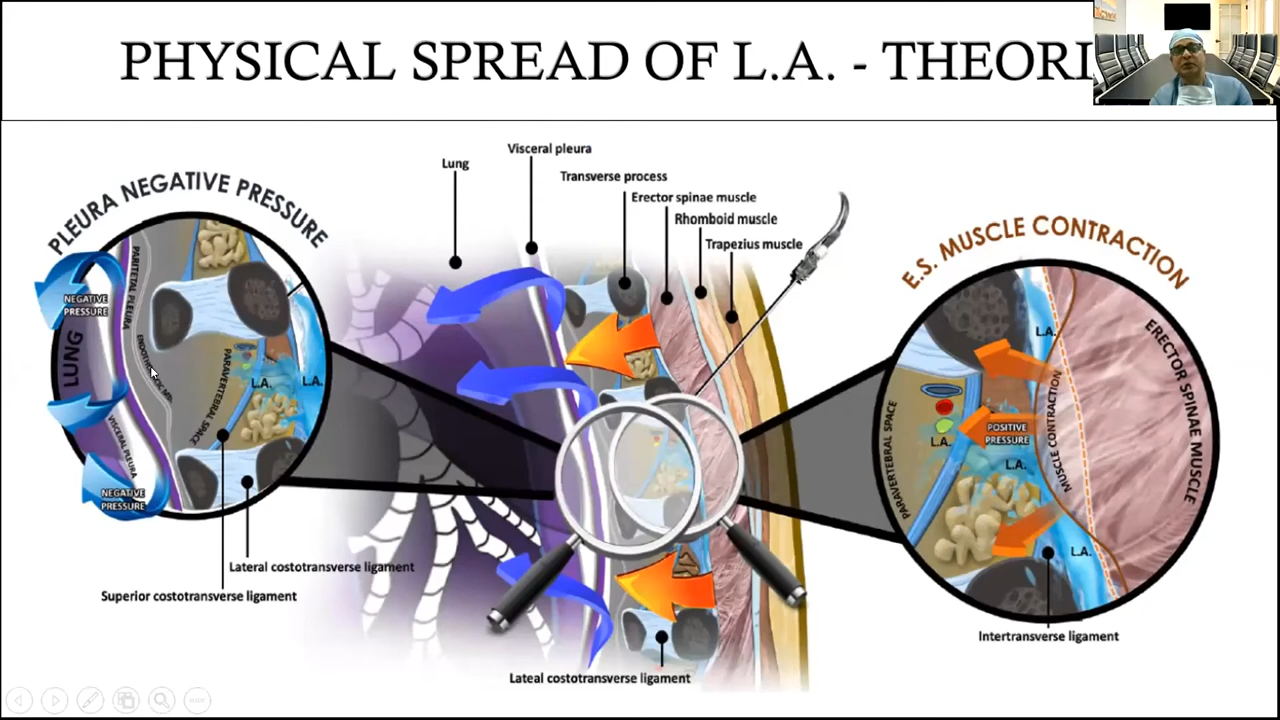 PHYSICAL SPREAD OF L.A. - THEORI
PLEURA NEGATIVE PRESSURE
NEGATIVE
PRESSURE
LUNG
PARITETAL PLEURA
VISCERAL PLEURA
NEGATIVE
PRESSURE
PARAVERTEBRAL SPACE
L.A.
L.A.
Lateral costotransverse ligament
Superior costotransverse ligament
Lung
Visceral pleura
Transverse process
Erector spinae muscle
Rhomboid muscle
Trapezius muscle
Lateal costotransverse ligament
E.S. MUSCLE CONTRACTION
L.A.
ERECTOR SPINAE MUSCLE
MUSCLE CONTRACTION
POSITIVE
PRESSURE
PARAVERTEBRAL SPACE
L.A.
L.A.
L.A.
Intertransverse ligament